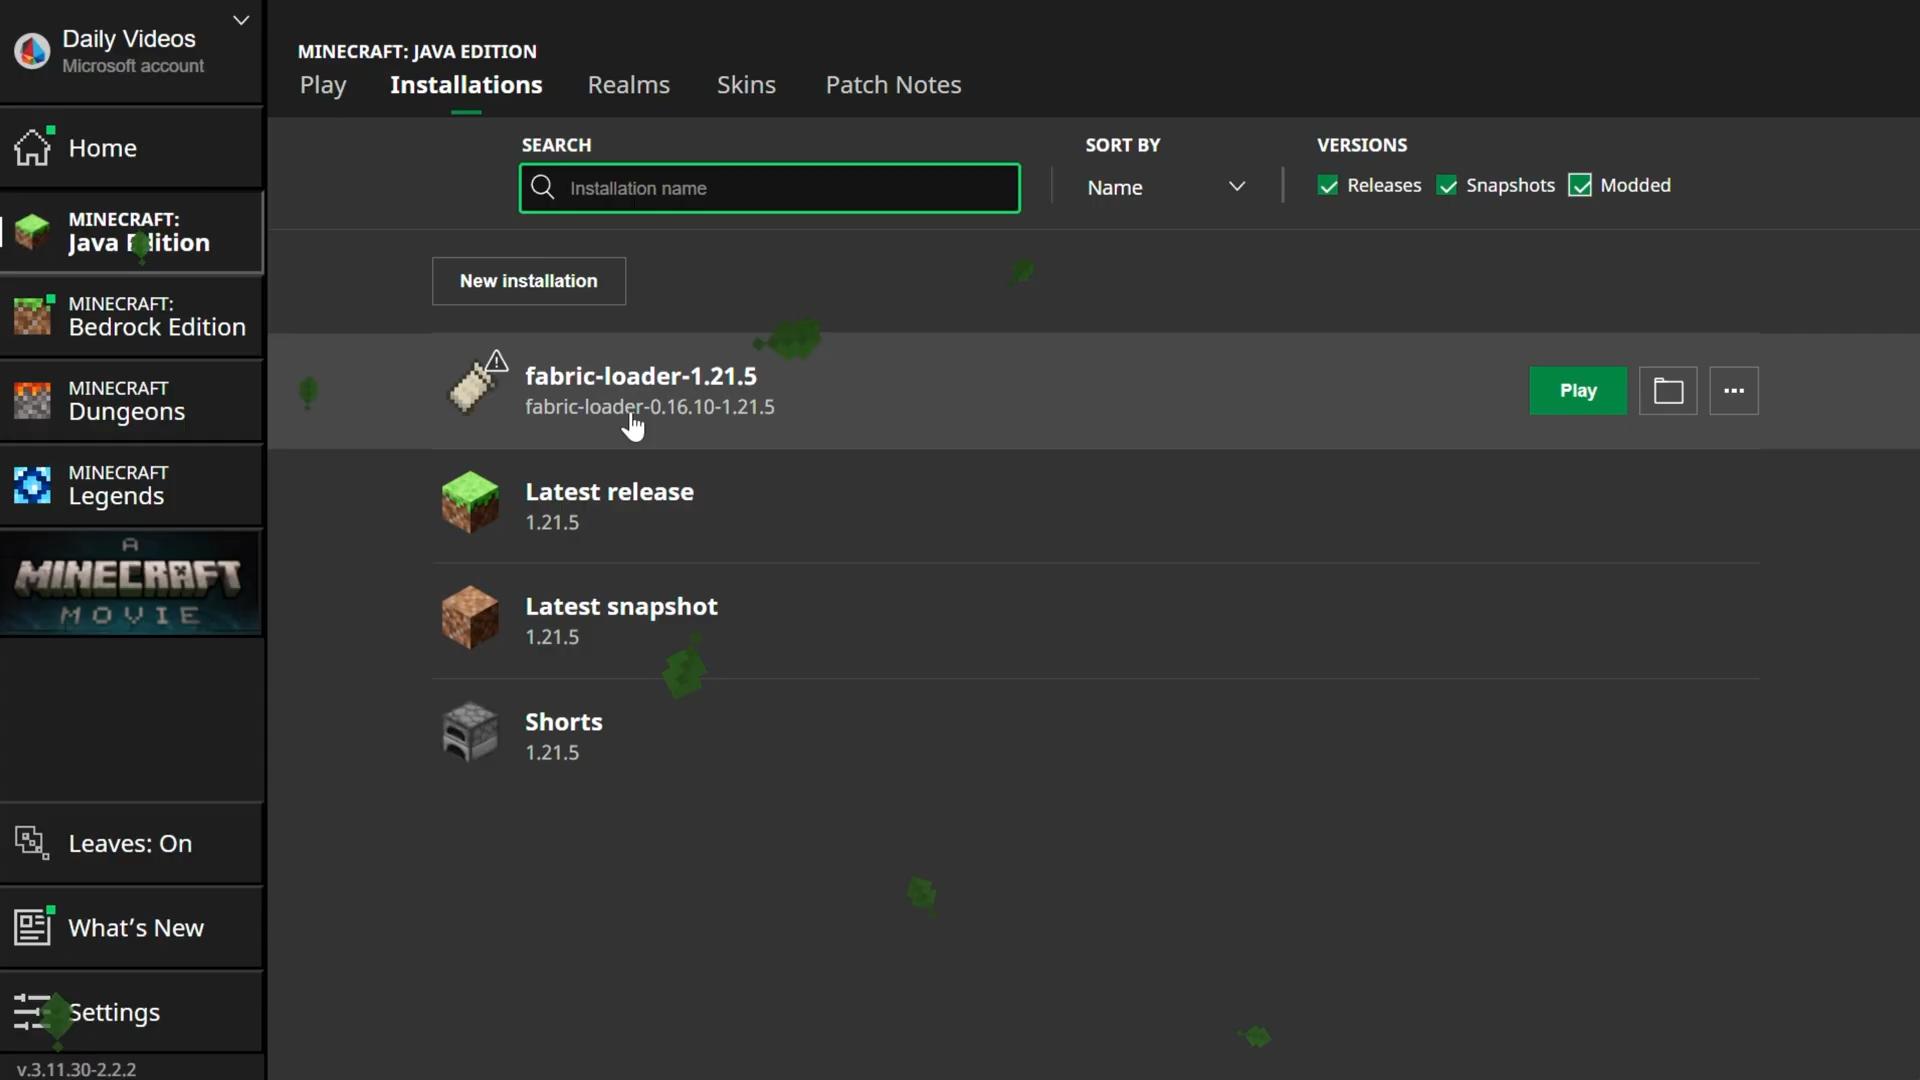 Daily Videos
Microsoft account
Home
MINECRAFT:
Java Edition
MINECRAFT:
Bedrock Edition
MINECRAFT
Dungeons
MINECRAFT
Legends
A
MINECRAFT
MOVIE
Leaves: On
What's New
Settings
v.3.11.30-2.2.2
MINECRAFT: JAVA EDITION
Play Installations Realms Skins Patch Notes
SEARCH
Installation name
SORT BY
Name
VERSIONS
Releases Snapshots Modded
New installation
fabric-loader-1.21.5
fabric-loader-0.16.10-1.21.5
Play
Latest release
1.21.5
Latest snapshot
1.21.5
Shorts
1.21.5